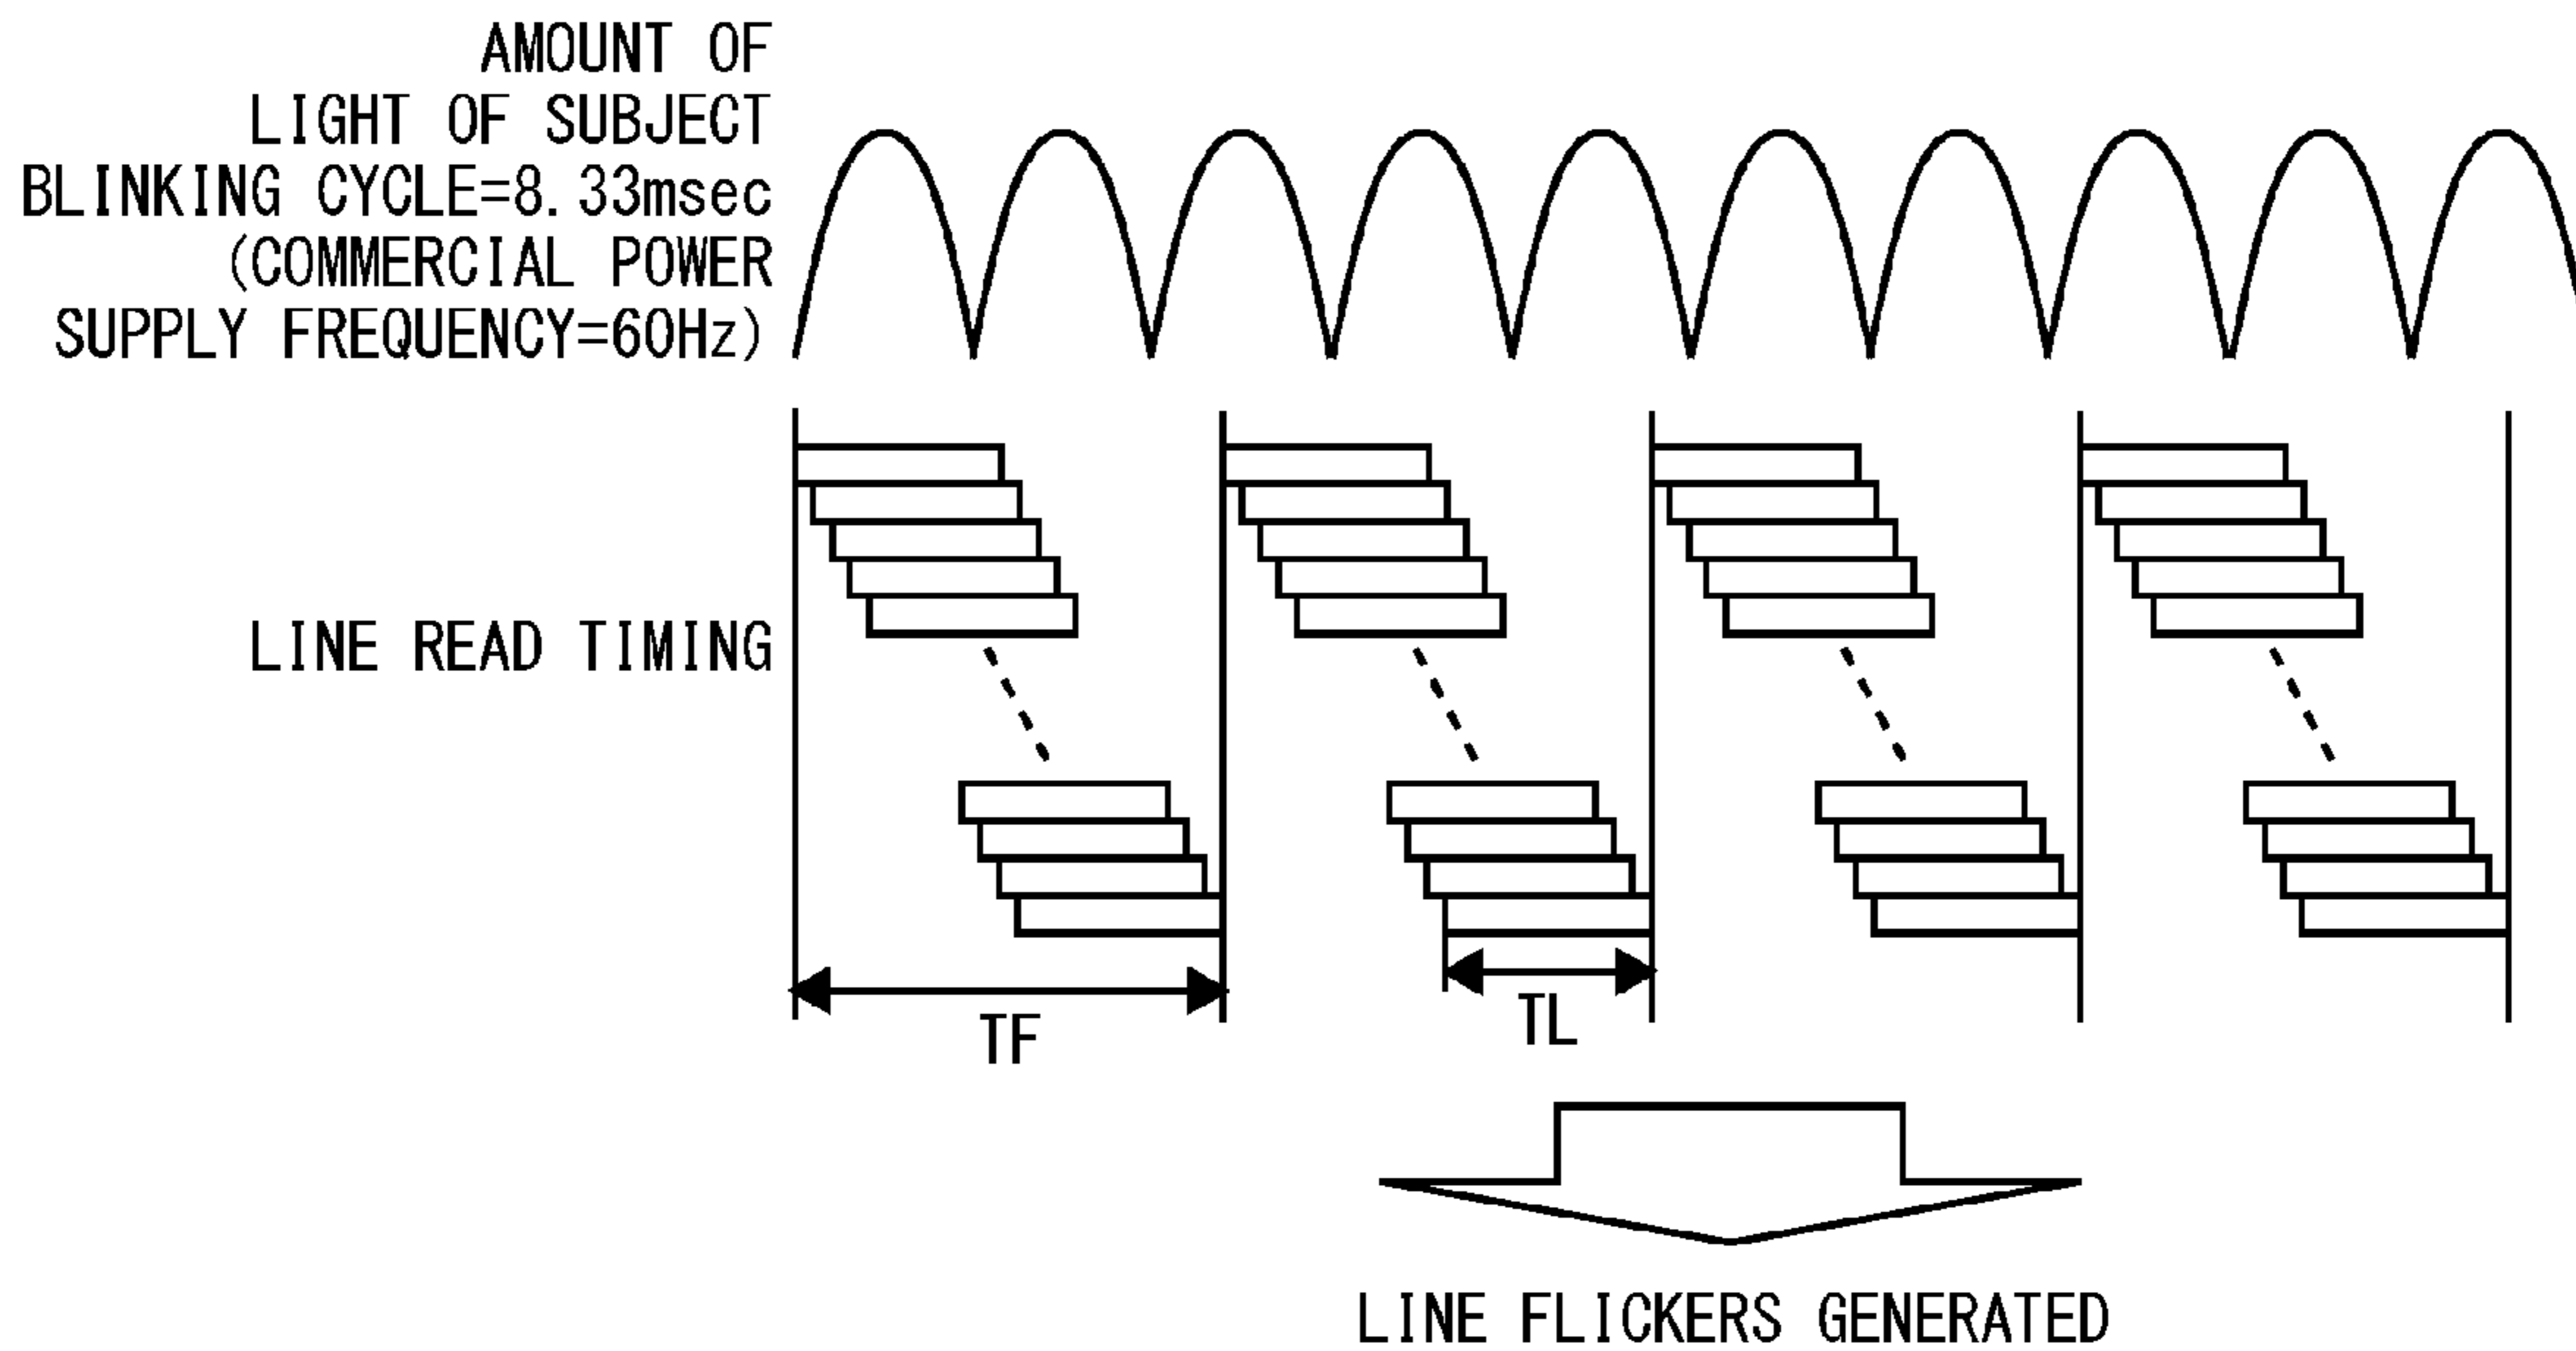 AMOUNT OF
LIGHT OF SUBJECT
BLINKING CYCLE=8.33msec
(COMMERCIAL POWER
SUPPLY FREQUENCY=60Hz)
LINE READ TIMING
TF
TL
LINE FLICKERS GENERATED